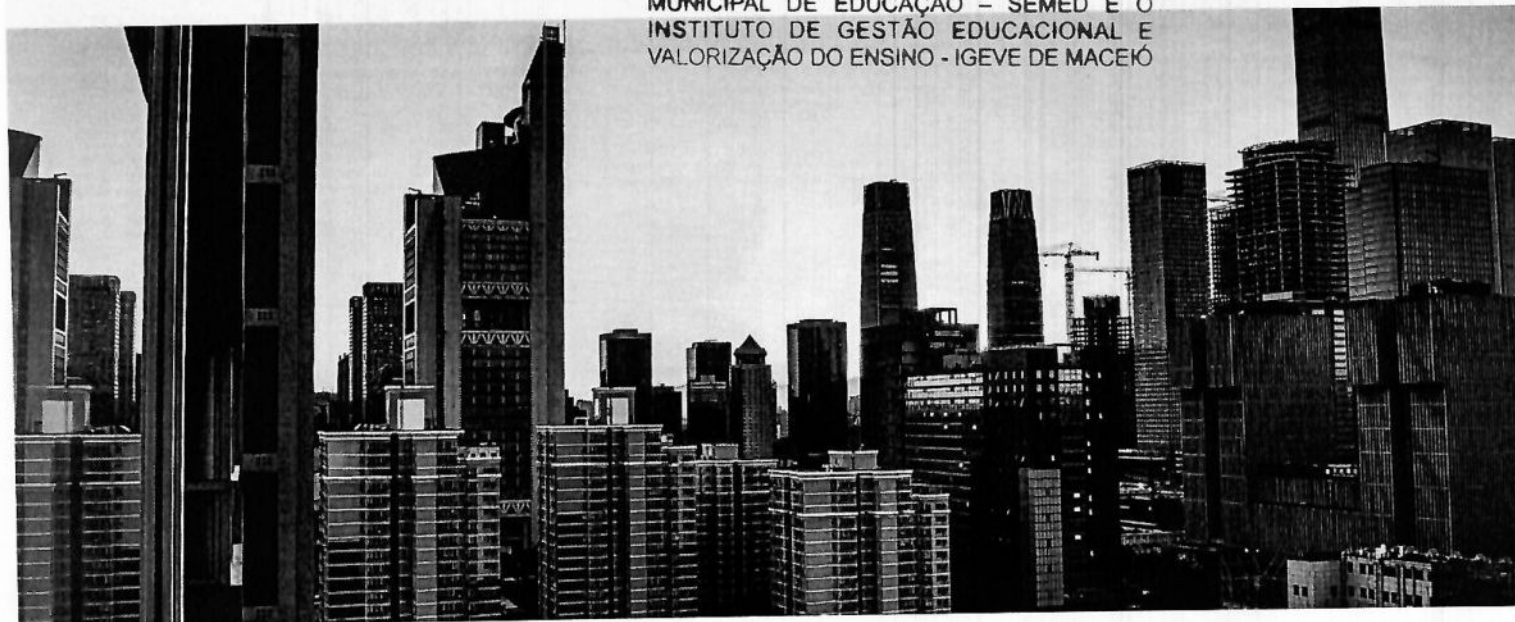 MUNICIPAL DE EDUCAÇÃO – SEMED E O
INSTITUTO DE GESTÃO EDUCACIONAL E
VALORIZAÇÃO DO ENSINO - IGEVE DE MACEIÓ